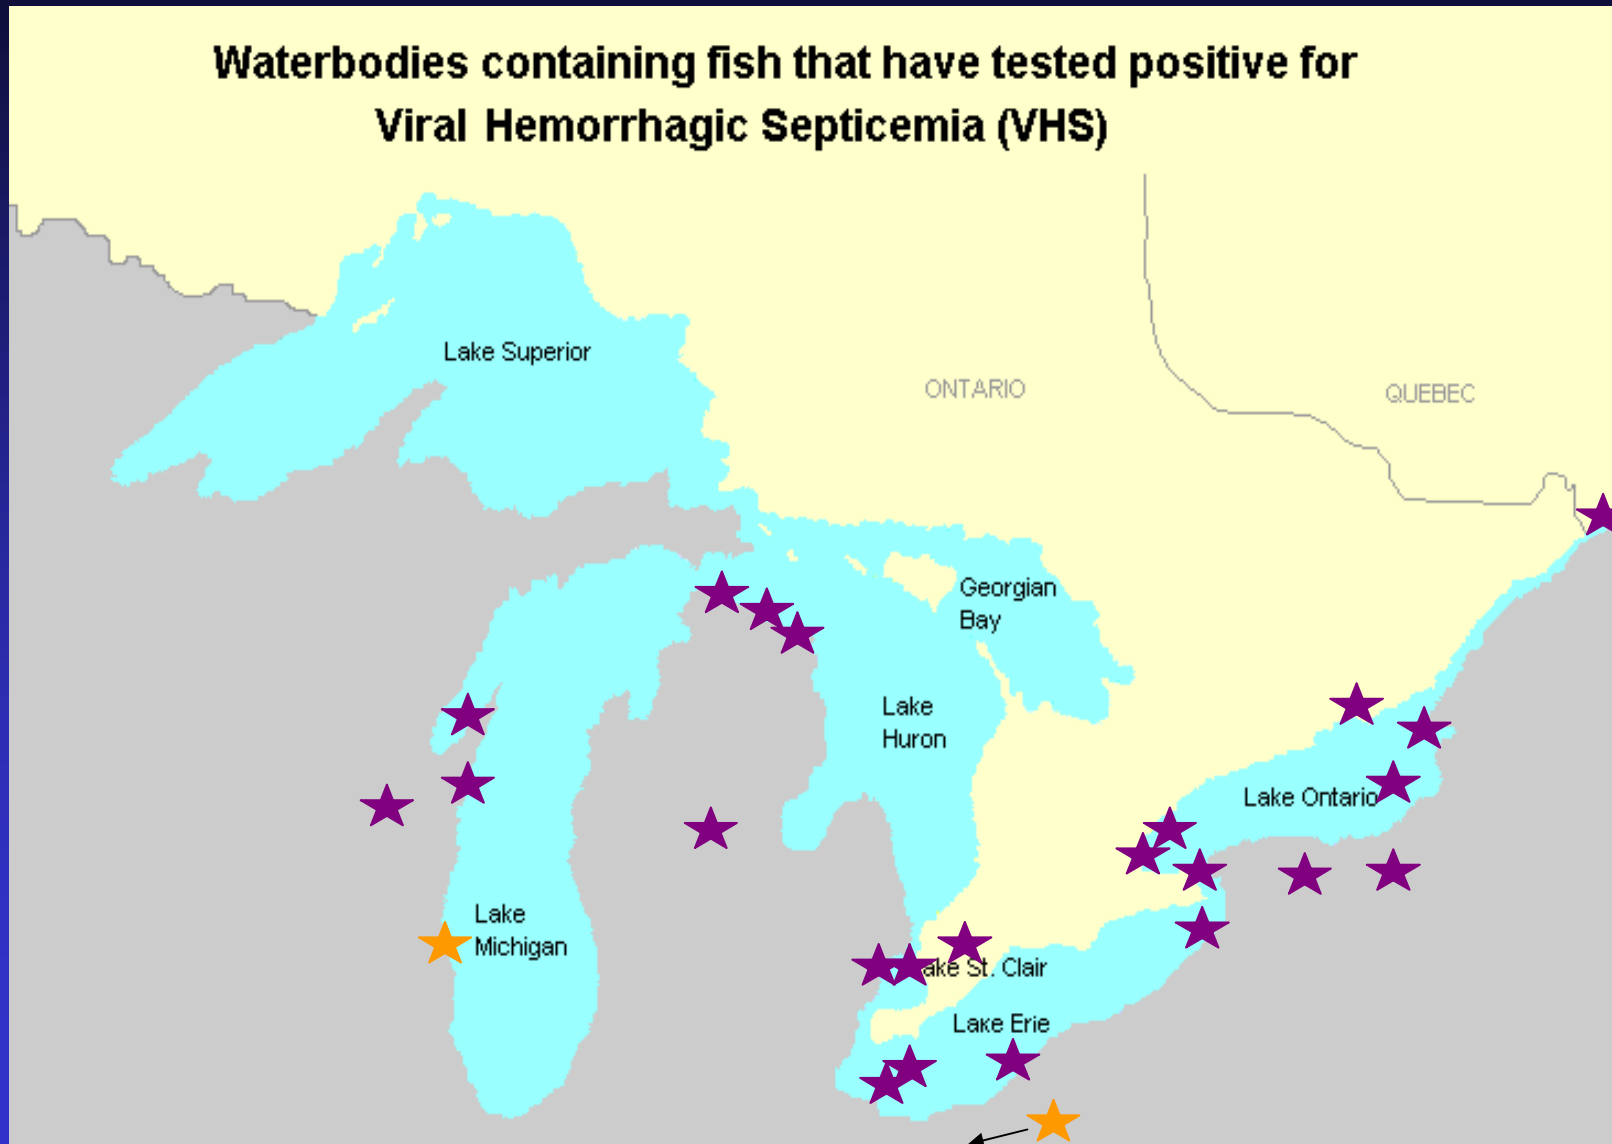 Waterbodies containing fish that have tested positive for
Viral Hemorrhagic Septicemia (VHS)
Lake Superior
ONTARIO
QUEBEC
Georgian
Bay
Lake
Huron
Lake Ontario
Lake
Michigan
ake St. Clair
Lake Erie